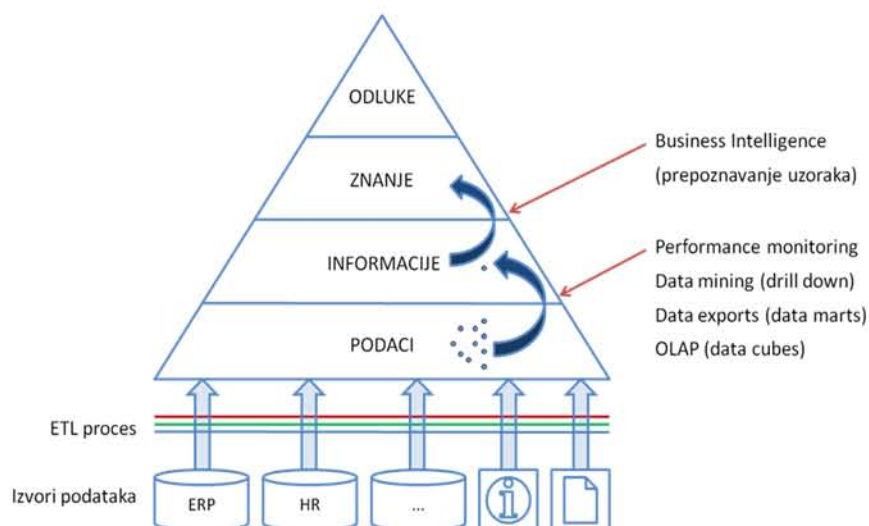 ODLUKE
ZNANJE
INFORMACIJE
PODACI
Business Intelligence
(prepoznavanje uzoraka)
Performance monitoring
Data mining (drill down)
Data exports (data marts)
OLAP (data cubes)
ETL proces
Izvori podataka
ERP
HR
...
i